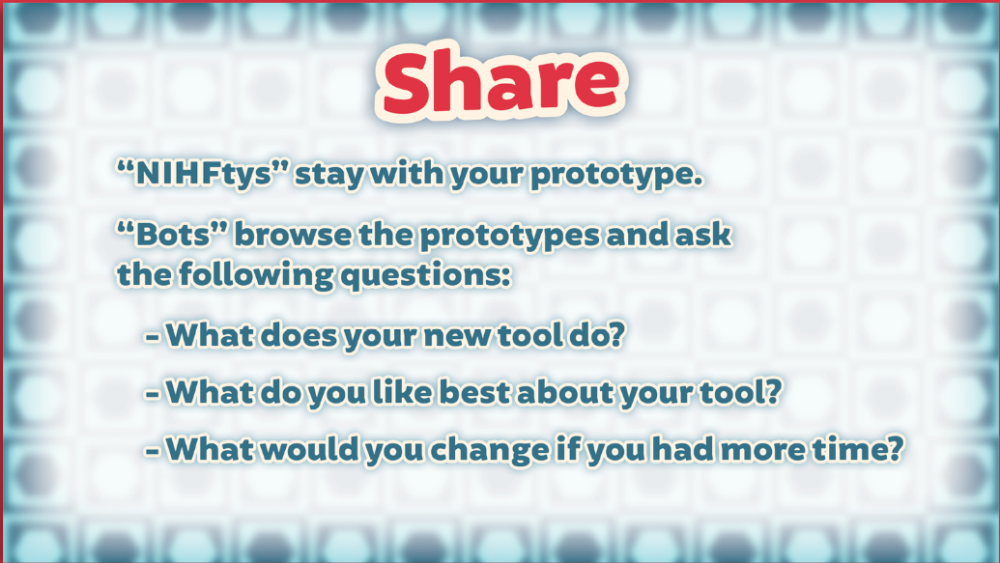 Share
“NIHFtys” stay with your prototype.
“Bots” browse the prototypes and ask
the following questions:
- What does your new tool do?
- What do you like best about your tool?
- What would you change if you had more time?